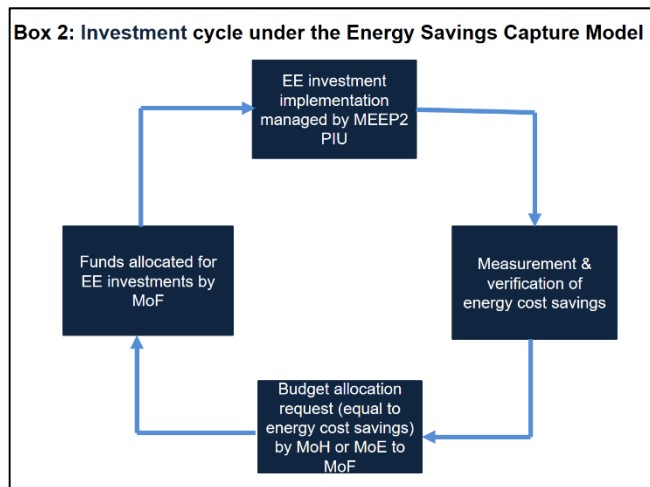 Box 2: Investment cycle under the Energy Savings Capture Model
EE investment
implementation
managed by MEEP2
PIU
Funds allocated for
EE investments by
MoF
Measurement &
verification of
energy cost savings
Budget allocation
request (equal to
energy cost savings)
by MoH or MoE to
MoF